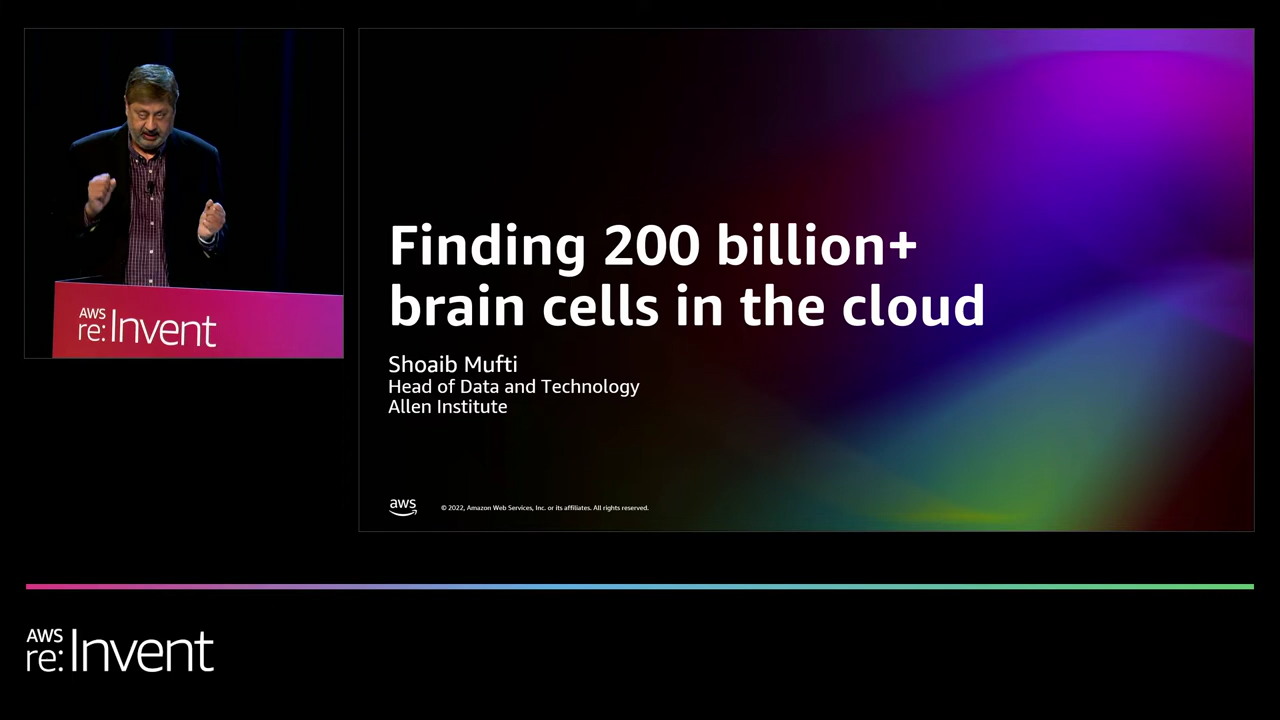 AWS
re:Invent
Finding 200 billion+
brain cells in the cloud
Shoaib Mufti
Head of Data and Technology
Allen Institute
aws
© 2022, Amazon Web Services, Inc. or its affiliates. All rights reserved.
AWS
re:Invent